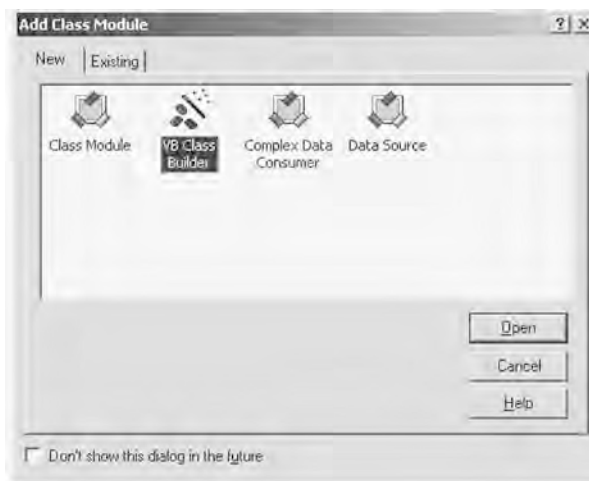 Add Class Module
New
Existing
Class Module
VB Class
Builder
Complex Data
Consumer
Data Source
Open
Cancel
Help
Don't show this dialog in the future